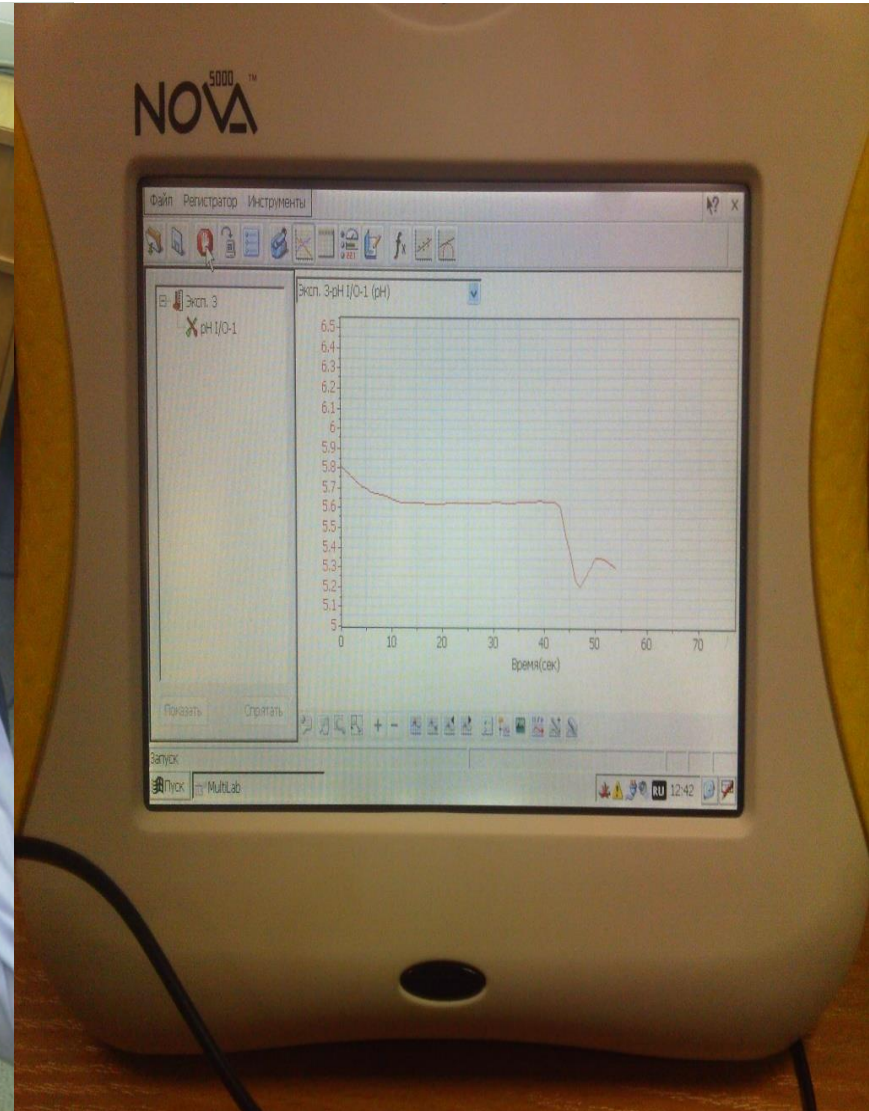 NOVA 5000 ™
Файл Регистратор Инструменты
Эксп. 3
pH I/O-1
Эксп. 3-pH I/O-1 (pH)
6.5
6.4
6.3
6.2
6.1
6
5.9
5.8
5.7
5.6
5.5
5.4
5.3
5.2
5.1
5
0 10 20 30 40 50 60 70
Время(сек)
Показать Спрятать
Запуск
Пуск MultiLab RU 12:42